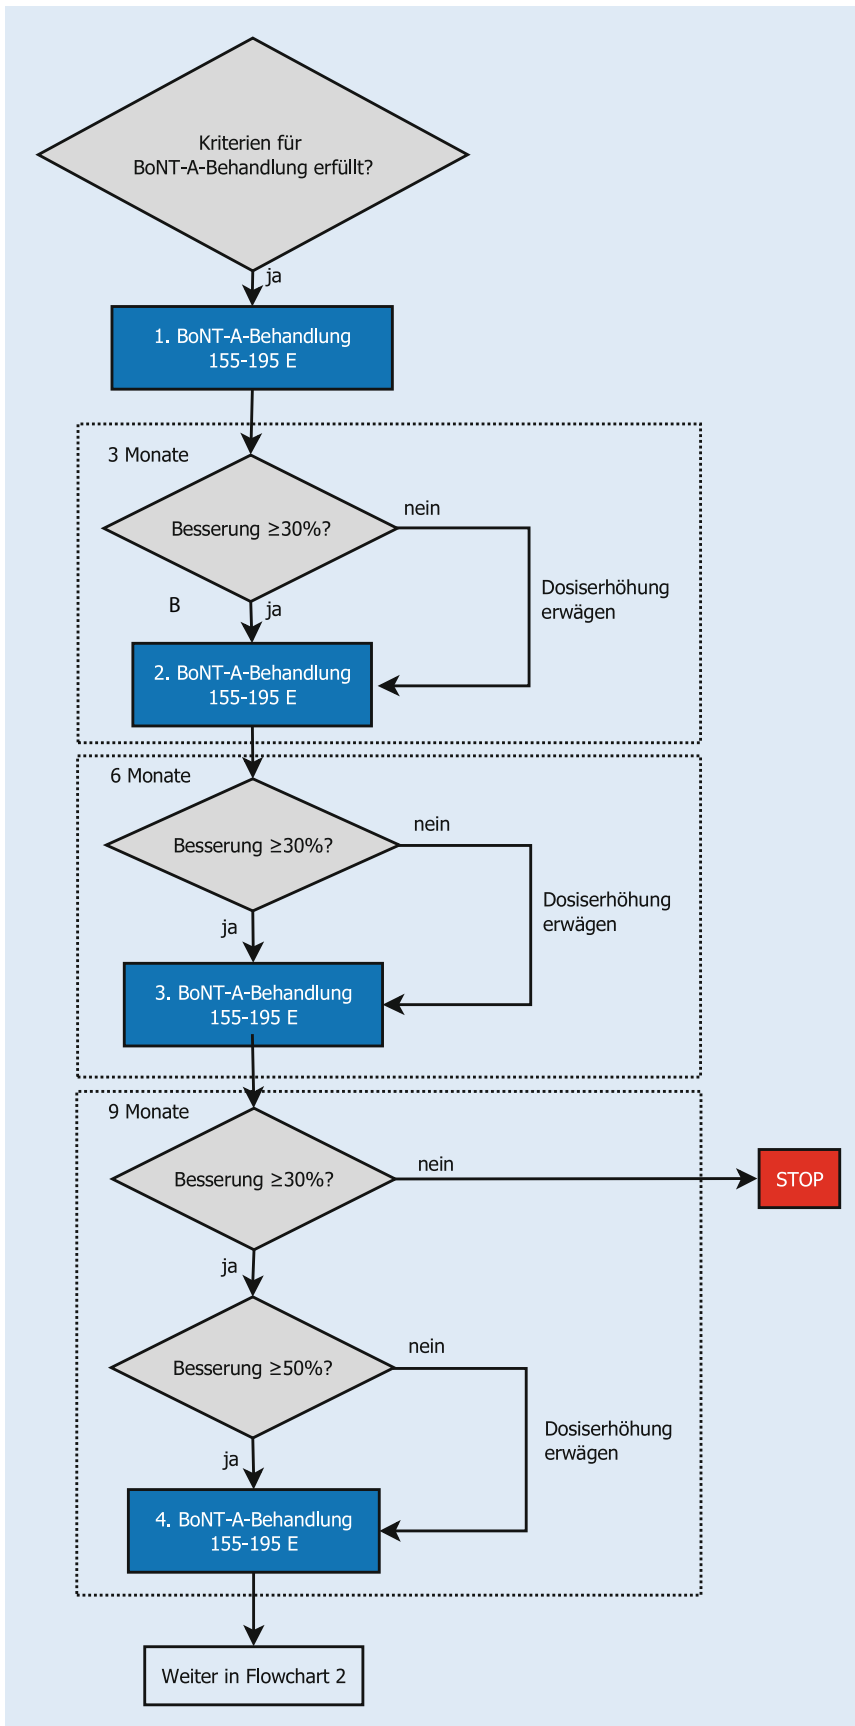 Kriterien für
BoNT-A-Behandlung erfüllt?
ja
1. BoNT-A-Behandlung
155-195 E
3 Monate
nein
Besserung ≥30%?
Dosiserhöhung
erwägen
B
ja
2. BoNT-A-Behandlung
155-195 E
6 Monate
nein
Besserung ≥30%?
Dosiserhöhung
erwägen
ja
3. BoNT-A-Behandlung
155-195 E
9 Monate
nein
Besserung ≥30%?
STOP
ja
nein
Besserung ≥50%?
Dosiserhöhung
erwägen
ja
4. BoNT-A-Behandlung
155-195 E
Weiter in Flowchart 2